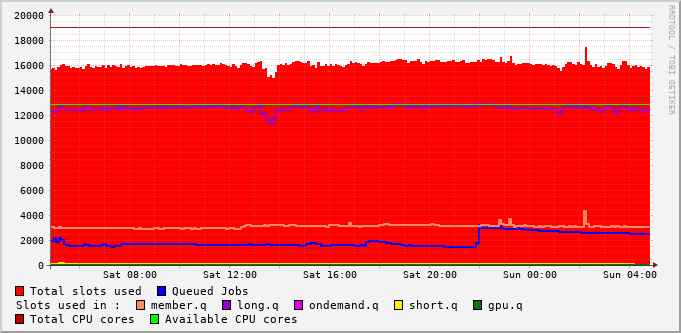 20000
18000
16000
14000
12000
10000
8000
6000
4000
2000
0
Sat 08:00 Sat 12:00 Sat 16:00 Sat 20:00 Sun 00:00 Sun 04:00
RRDTOOL / TOBI OETIKER
Total slots used Queued Jobs
Slots used in : member.q long.q ondemand.q short.q gpu.q
Total CPU cores Available CPU cores